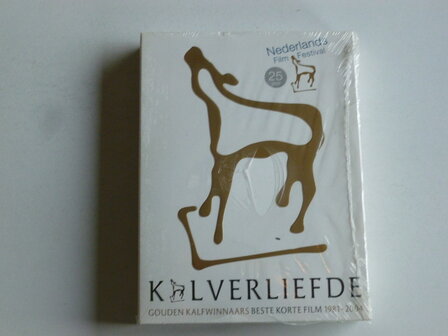 Nederlands
Film Festival
25
KALVERLIEFDE
GOUDEN KALFWINNAARS BESTE KORTE FILM 1981-2004